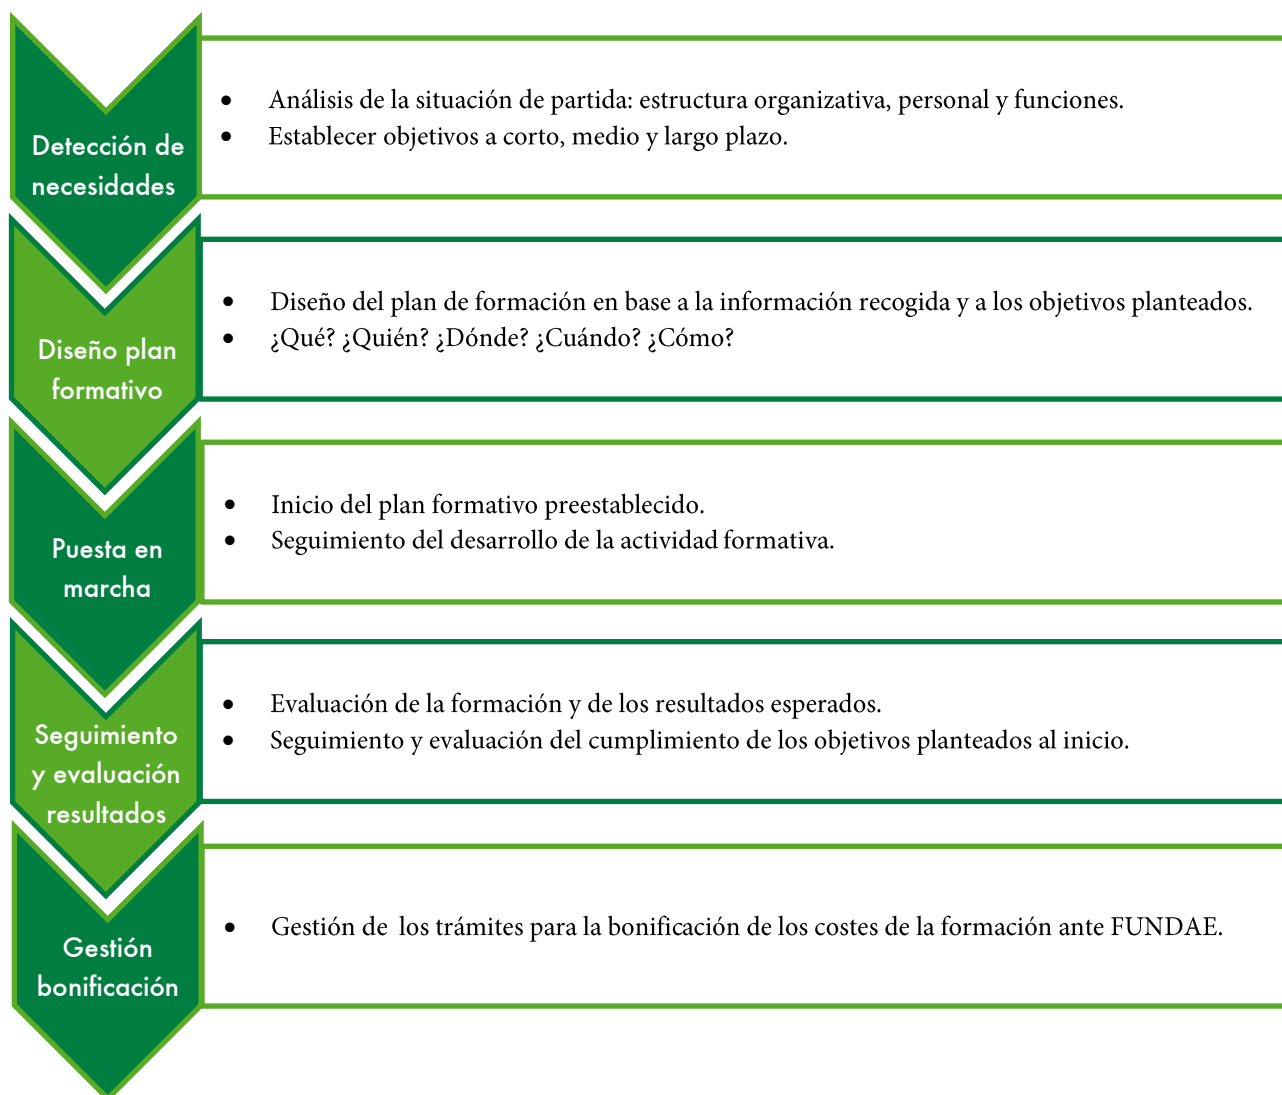 Detección de
necesidades
• Análisis de la situación de partida: estructura organizativa, personal y funciones.
• Establecer objetivos a corto, medio y largo plazo.
Diseño plan
formativo
• Diseño del plan de formación en base a la información recogida y a los objetivos planteados.
• ¿Qué? ¿Quién? ¿Dónde? ¿Cuándo? ¿Cómo?
Puesta en
marcha
• Inicio del plan formativo preestablecido.
• Seguimiento del desarrollo de la actividad formativa.
Seguimiento
y evaluación
resultados
• Evaluación de la formación y de los resultados esperados.
• Seguimiento y evaluación del cumplimiento de los objetivos planteados al inicio.
Gestión
bonificación
• Gestión de los trámites para la bonificación de los costes de la formación ante FUNDAE.